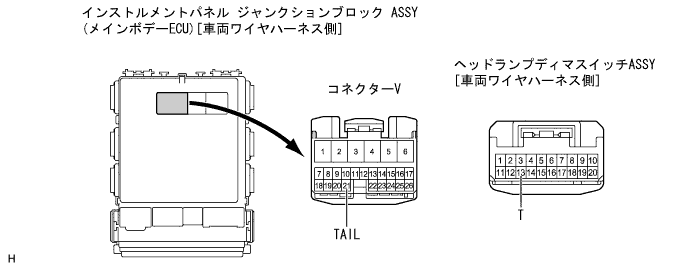 インストルメントパネル ジャンクションブロック ASSY
(メインボデーECU)[車両ワイヤハーネス側]
ヘッドランプディマスイッチASSY
[車両ワイヤハーネス側]
コネクターV
1 2 3 4 5 6
7 8 9 10 11 12 13 14 15 16 17
18 19 20 21 22 23 24 25 26
TAIL
1 2 3 4 5 6 7 8 9 10
11 12 13 14 15 16 17 18 19 20
T
H